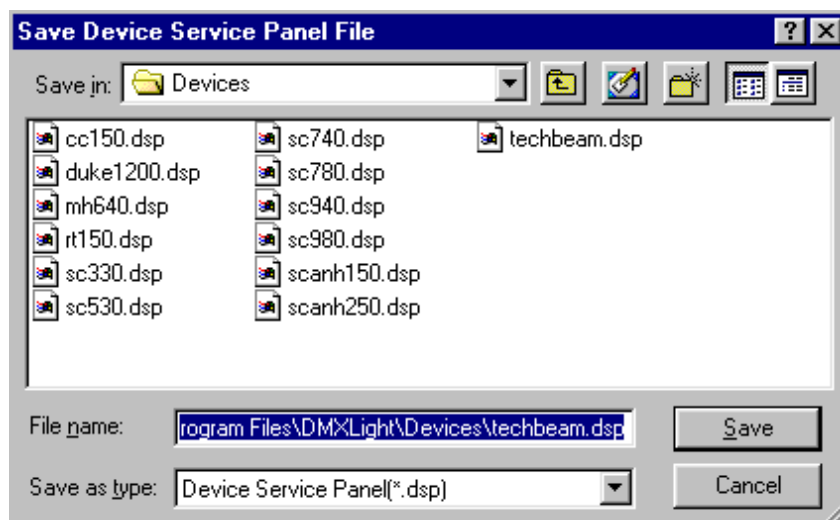 Save Device Service Panel File
Save in: Devices
cc150.dsp sc740.dsp techbeam.dsp
duke1200.dsp sc780.dsp
mh640.dsp sc940.dsp
rt150.dsp sc980.dsp
sc330.dsp scanh150.dsp
sc530.dsp scanh250.dsp
File name: rogram Files\DMXLight\Devices\techbeam.dsp Save
Save as type: Device Service Panel(*.dsp) Cancel